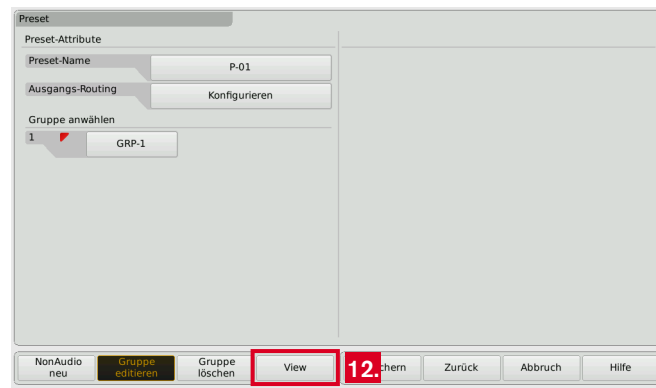 Preset
Preset-Attribute
Preset-Name
P-01
Ausgangs-Routing
Konfigurieren
Gruppe anwählen
1
GRP-1
NonAudio
neu
Gruppe
editieren
Gruppe
löschen
View
12.
chern
Zurück
Abbruch
Hilfe